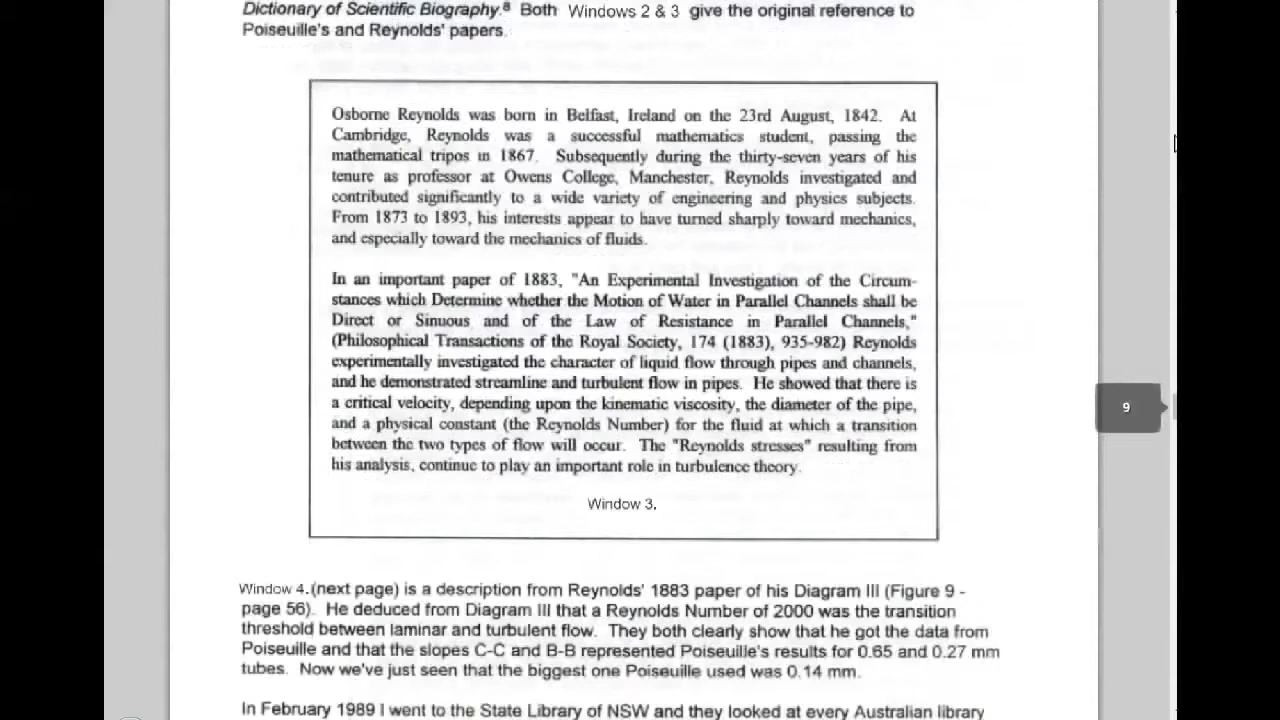 Dictionary of Scientific Biography.⁸ Both Windows 2 & 3 give the original reference to
Poiseuille's and Reynolds' papers.
Osborne Reynolds was born in Belfast, Ireland on the 23rd August, 1842. At
Cambridge, Reynolds was a successful mathematics student, passing the
mathematical tripos in 1867. Subsequently during the thirty-seven years of his
tenure as professor at Owens College, Manchester, Reynolds investigated and
contributed significantly to a wide variety of engineering and physics subjects.
From 1873 to 1893, his interests appear to have turned sharply toward mechanics,
and especially toward the mechanics of fluids.
In an important paper of 1883, "An Experimental Investigation of the Circum-
stances which Determine whether the Motion of Water in Parallel Channels shall be
Direct or Sinuous and of the Law of Resistance in Parallel Channels,"
(Philosophical Transactions of the Royal Society, 174 (1883), 935-982) Reynolds
experimentally investigated the character of liquid flow through pipes and channels,
and he demonstrated streamline and turbulent flow in pipes. He showed that there is
a critical velocity, depending upon the kinematic viscosity, the diameter of the pipe,
and a physical constant (the Reynolds Number) for the fluid at which a transition
between the two types of flow will occur. The "Reynolds stresses" resulting from
his analysis, continue to play an important role in turbulence theory.
Window 3.
9
Window 4.(next page) is a description from Reynolds' 1883 paper of his Diagram III (Figure 9 -
page 56). He deduced from Diagram III that a Reynolds Number of 2000 was the transition
threshold between laminar and turbulent flow. They both clearly show that he got the data from
Poiseuille and that the slopes C-C and B-B represented Poiseuille's results for 0.65 and 0.27 mm
tubes. Now we've just seen that the biggest one Poiseuille used was 0.14 mm.
In February 1989 I went to the State Library of NSW and they looked at every Australian library